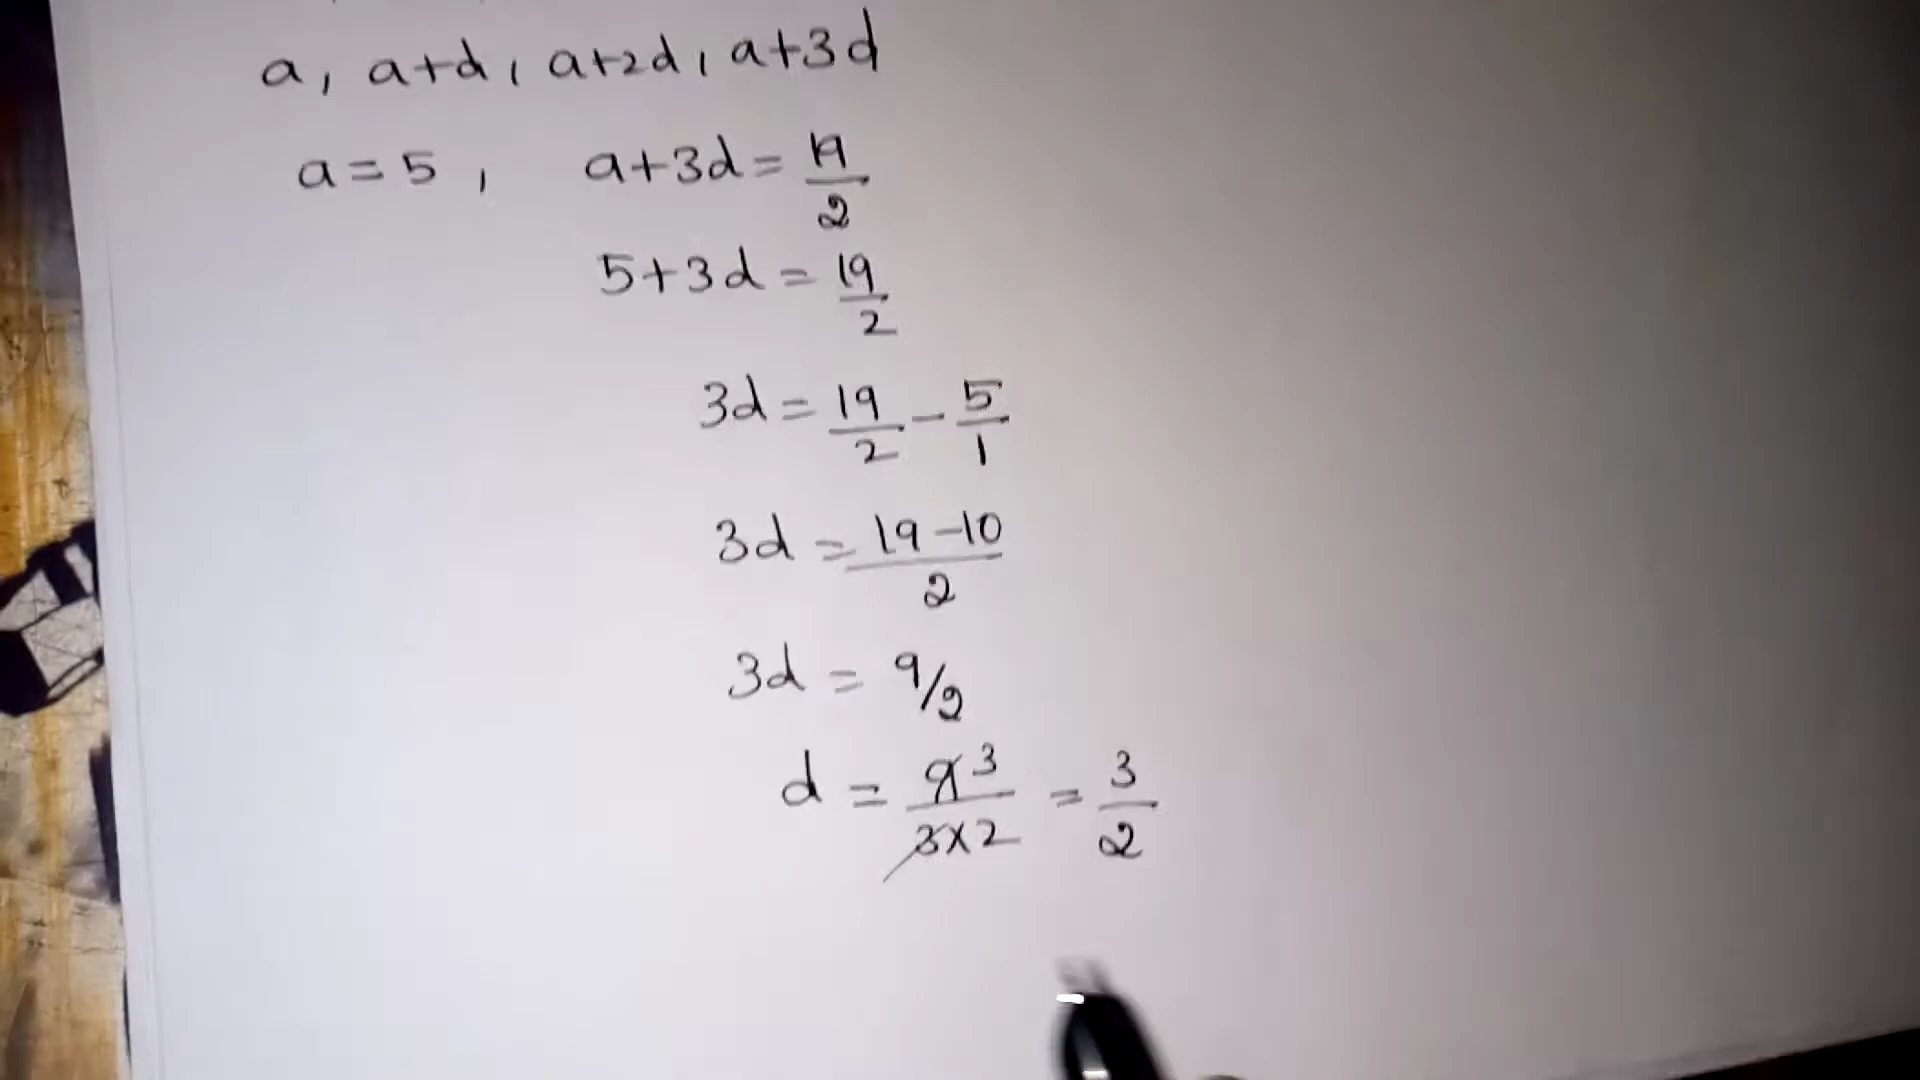 a, a+d, a+2d, a+3d
a=5, a+3d=19/2
5+3d=19/2
3d=19/2-5/1
3d=19-10/2
3d=9/2
d=9 3/3×2=3/2